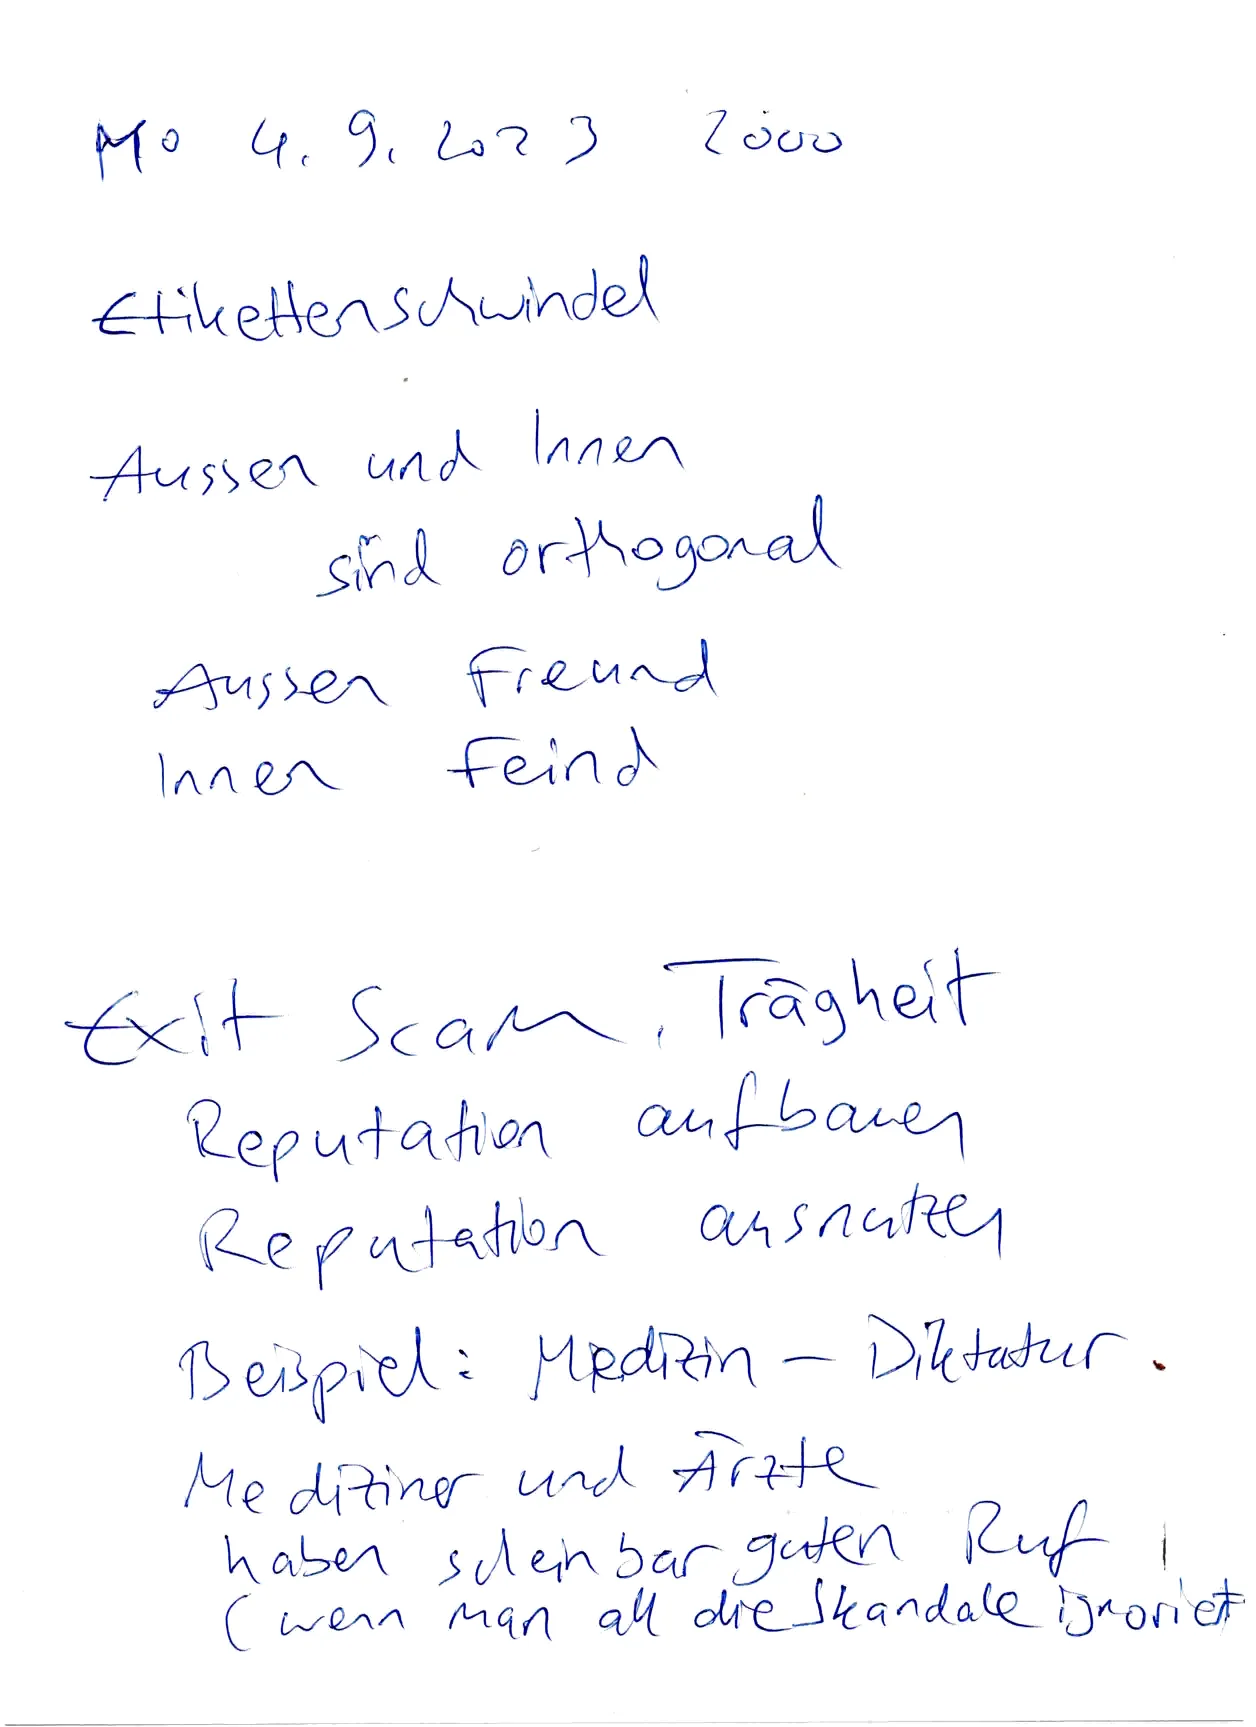 Mo 4.9.2023 2000
Etikettenschwindel
Aussen und Innen
sind orthogonal
Aussen Freund
Innen Feind
Exit Scam, Trägheit
Reputation aufbauen
Reputation ausnutzen
Beispiel: Medizin - Diktatur.
Mediziner und Ärzte
haben scheinbar guten Ruf
(wenn man all die Skandale ignoriert